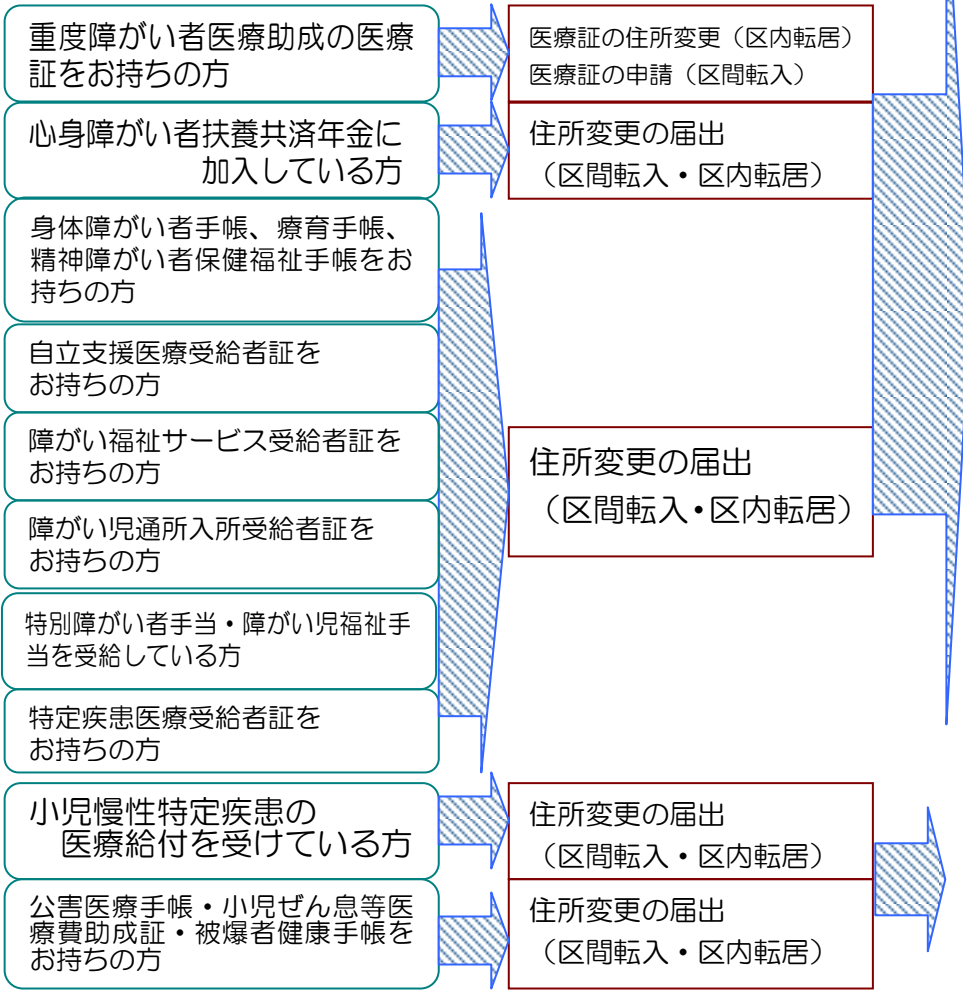 重度障がい者医療助成の医療
証をお持ちの方
医療証の住所変更（区内転居）
医療証の申請（区間転入）
心身障がい者扶養共済年金に
加入している方
住所変更の届出
（区間転入・区内転居）
身体障がい者手帳、療育手帳、
精神障がい者保健福祉手帳をお
持ちの方
自立支援医療受給者証を
お持ちの方
障がい福祉サービス受給者証を
お持ちの方
障がい児通所入所受給者証を
お持ちの方
特別障がい者手当・障がい児福祉手
当を受給している方
特定疾患医療受給者証を
お持ちの方
住所変更の届出
（区間転入・区内転居）
小児慢性特定疾患の
医療給付を受けている方
住所変更の届出
（区間転入・区内転居）
公害医療手帳・小児ぜん息等医
療費助成証・被爆者健康手帳を
お持ちの方
住所変更の届出
（区間転入・区内転居）